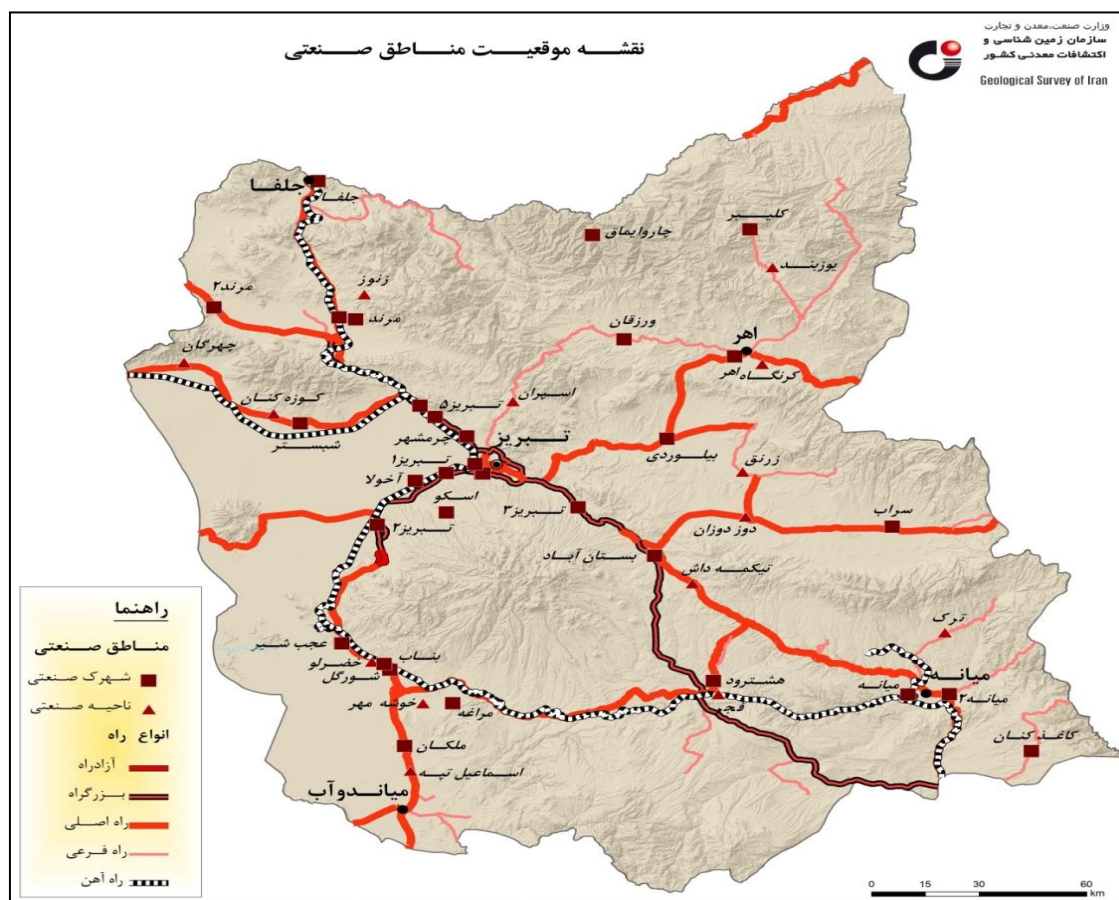 نقشه موقعیت مناطق صنعتی
وزارت صنعت،معدن و تجارت
سازمان زمین شناسی و
اکتشافات معدنی کشور
Geological Survey of Iran
جلفا
جلفا
کلیبر
چاروایماق
یوزبند
زنوز
مرند۲
مرند
ورزقان
اهر
چهرگان
اهر
کرنگاه
اسپران
کوزه کنان
تبریز۵
شبستر
چرمشهر
تبریز
بیلوردی
تبریز۱
زرنق
آخولا
اسکو
تبریز۳
سراب
تبریز۲
دوز دوزان
بستان آباد
تیکمه داش
ترک
عجب شیر
بناب
خضرلو
شورگل
هشترود
میانه
میانه
میانه۲
قجر
خوشه مهر
مراغه
کاغذ کنان
ملکان
اسماعیل تپه
میاندوآب
راهنما
مناطق صنعتی
شهرک صنعتی
ناحیه صنعتی
انواع راه
آزادراه
بزرگراه
راه اصلی
راه فرعی
راه آهن
0 15 30 60
km